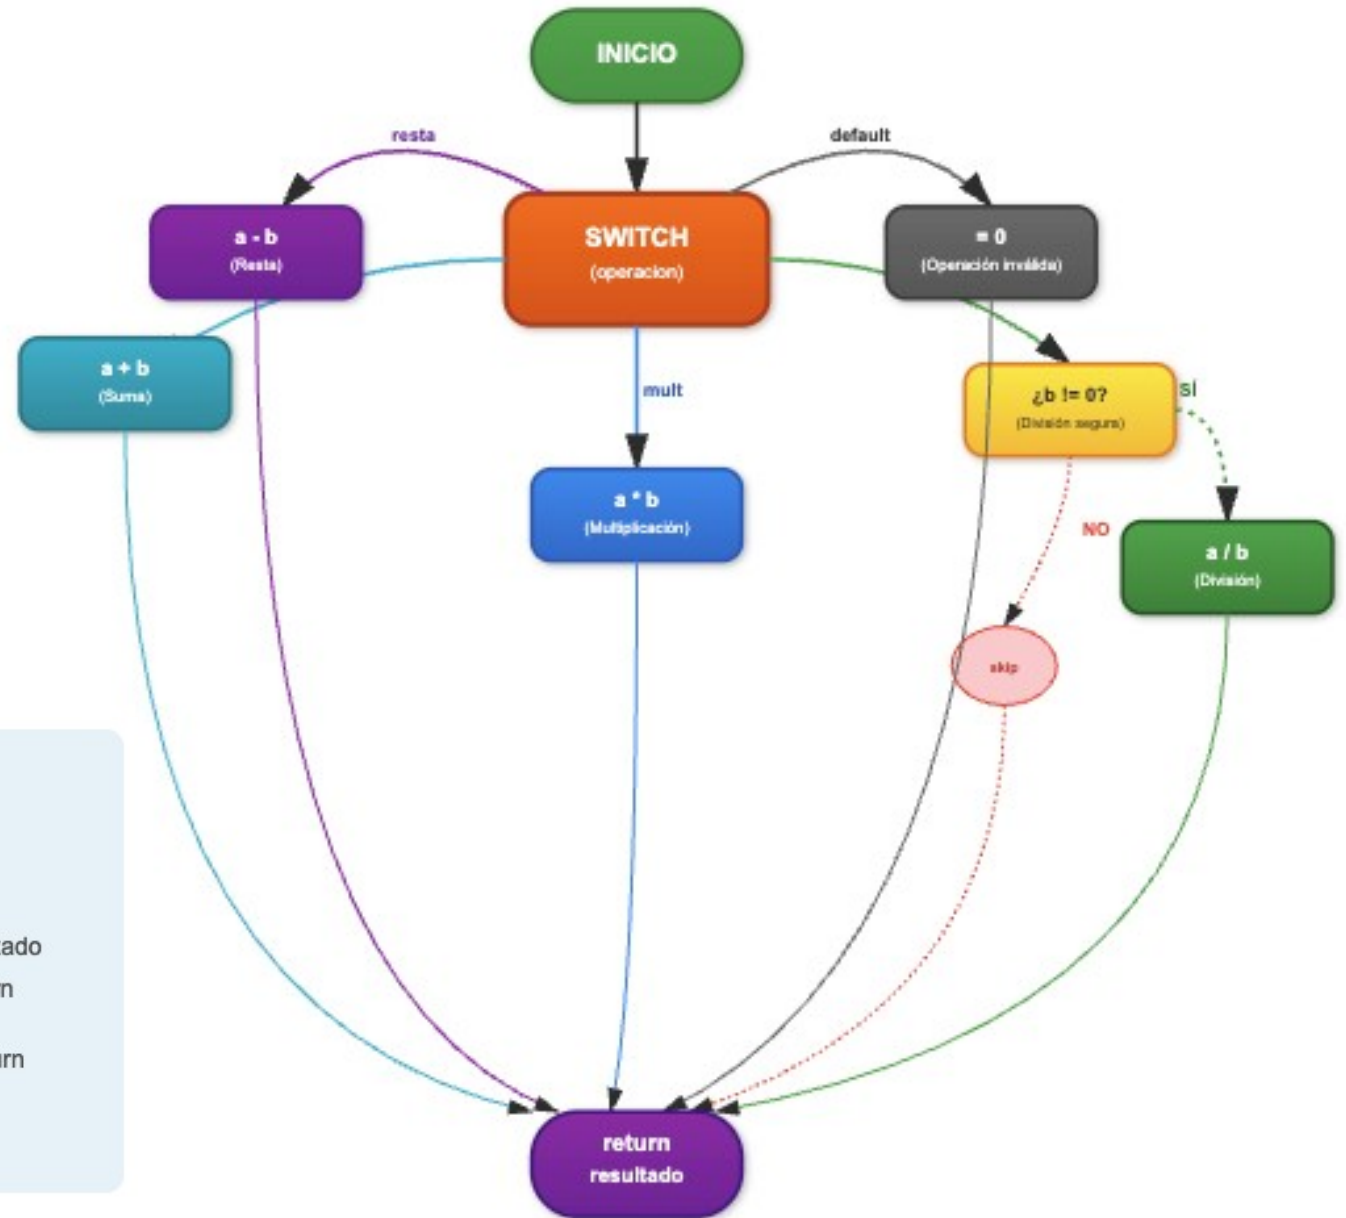 INICIO
resta
default
a - b
(Resta)
SWITCH
(operacion)
= 0
(Operación inválida)
a + b
(Suma)
mult
¿b != 0?
(División segura)
SÍ
a * b
(Multiplicación)
NO
a / b
(División)
skip
tado
n
urn
return
resultado